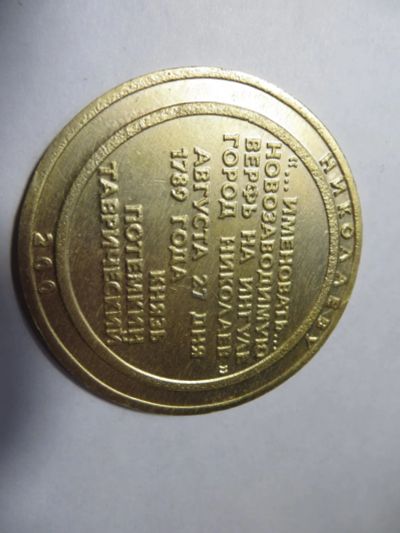 НИКОЛАЕВУ
"... ИМЕНОВАТЬ...
НОВОЗАВОДИМУЮ
ВЕРФЬ НА ИНГУЛЕ
ГОРОД НИКОЛАЕВ"
АВГУСТА 27 ДНЯ
1789 ГОДА
КНЯЗЬ
ПОТЕМКИН
ТАВРИЧЕСКИЙ
200